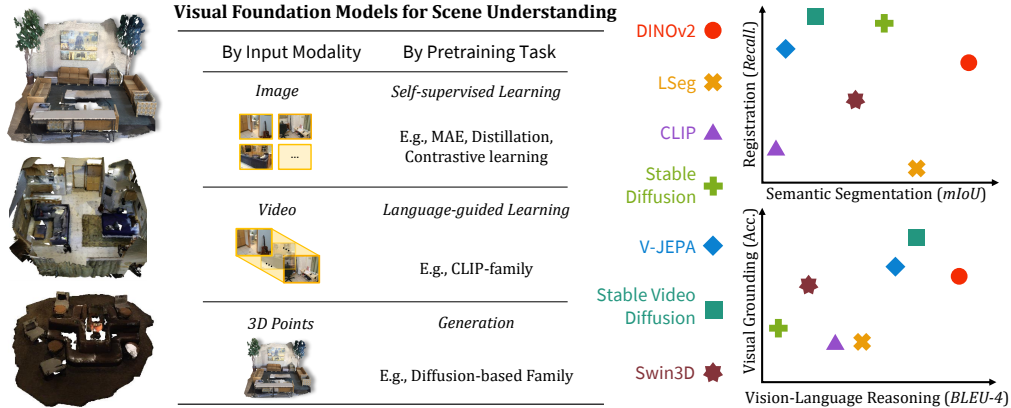 Visual Foundation Models for Scene Understanding
By Input Modality
By Pretraining Task
Image
Self-supervised Learning
...
E.g., MAE, Distillation,
Contrastive learning
Video
Language-guided Learning
E.g., CLIP-family
3D Points
Generation
E.g., Diffusion-based Family
DINOv2
LSeg
CLIP
Stable
Diffusion
V-JEPA
Stable Video
Diffusion
Swin3D
Registration (Recall.)
Semantic Segmentation (mIoU)
Visual Grounding (Acc.)
Vision-Language Reasoning (BLEU-4)